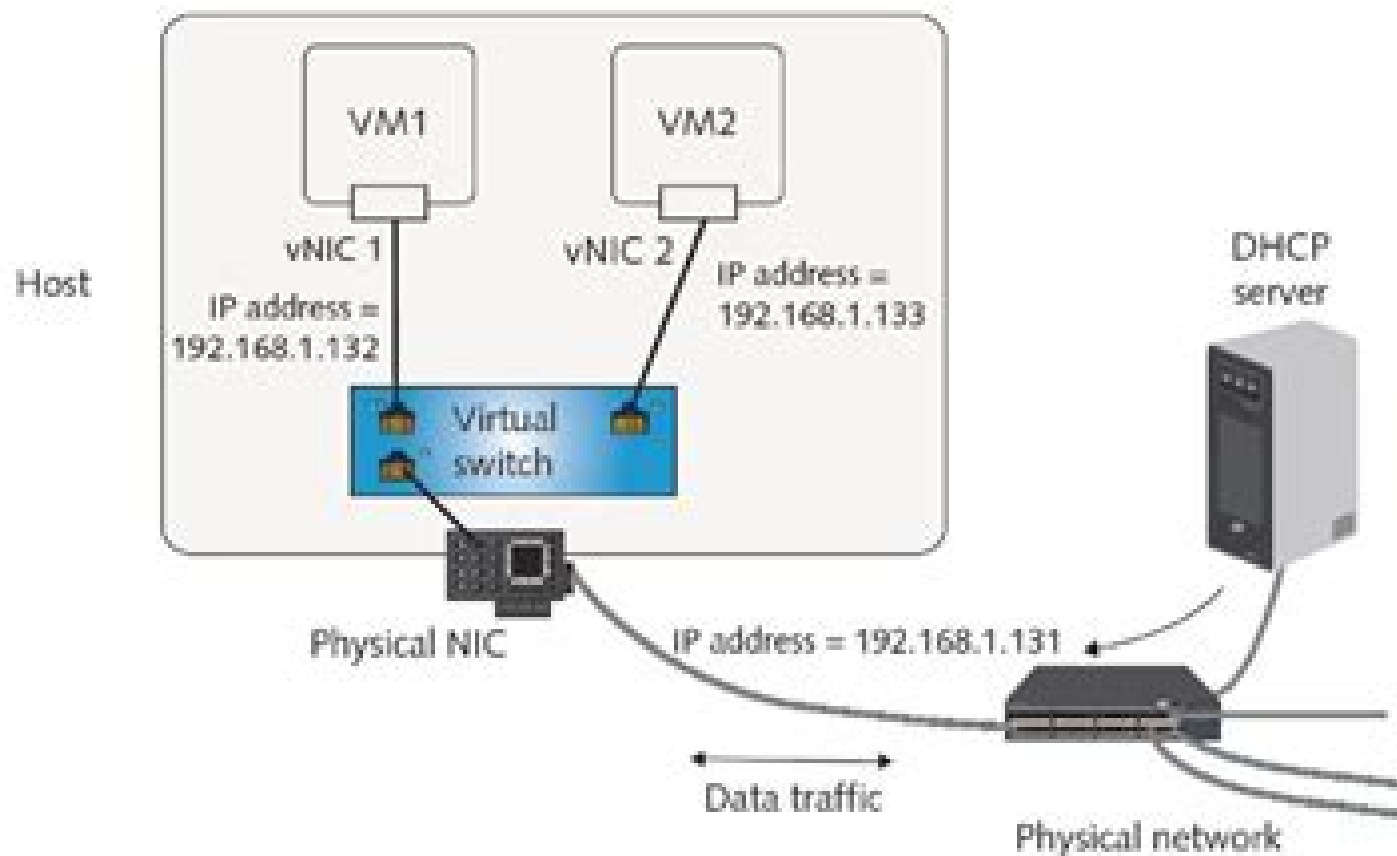 VM1
VM2
vNIC 1
vNIC 2
IP address =
192.168.1.132
IP address =
192.168.1.133
Host
DHCP
server
Virtual
switch
Physical NIC
IP address = 192.168.1.131
Data traffic
Physical network